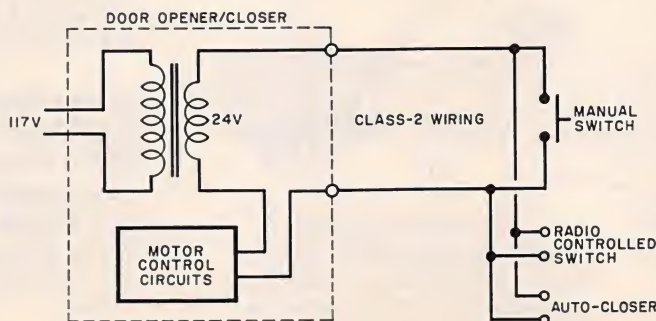 DOOR OPENER/CLOSER
117V
24V
CLASS-2 WIRING
MANUAL
SWITCH
MOTOR
CONTROL
CIRCUITS
RADIO
CONTROLLED
SWITCH
AUTO-CLOSER